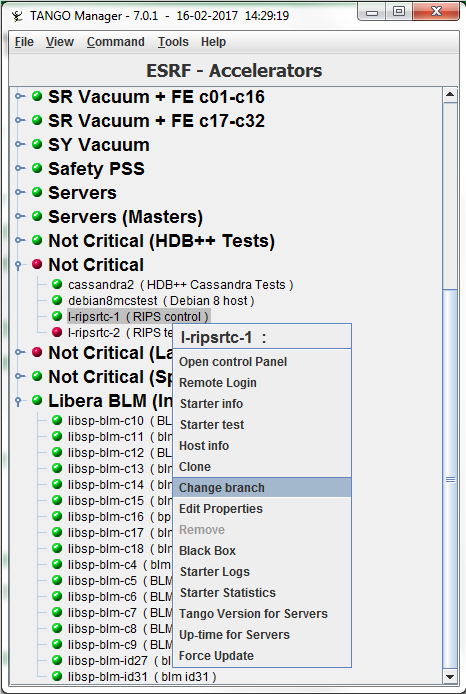 TANGO Manager - 7.0.1 - 16-02-2017 14:29:19
File View Command Tools Help
ESRF - Accelerators
SR Vacuum + FE c01-c16
SR Vacuum + FE c17-c32
SY Vacuum
Safety PSS
Servers
Servers (Masters)
Not Critical (HDB++ Tests)
Not Critical
cassandra2 ( HDB++ Cassandra Tests )
debian8mcstest ( Debian 8 host )
l-ripsrtc-1 ( RIPS control )
l-ripsrtc-2 ( RIPS te
Not Critical (La
Not Critical (Sp
Libera BLM (In
libsp-blm-c10 ( BL
libsp-blm-c11 ( blm
libsp-blm-c12 ( BL
libsp-blm-c13 ( blm
libsp-blm-c14 ( blm
libsp-blm-c15 ( blm
libsp-blm-c16 ( bp
libsp-blm-c17 ( blm
libsp-blm-c18 ( blm
libsp-blm-c4 ( blm
libsp-blm-c5 ( BLM
libsp-blm-c6 ( BLM
libsp-blm-c7 ( BLM
libsp-blm-c8 ( BLM
libsp-blm-c9 ( BLM
libsp-blm-id27 ( blm
libsp-blm-id31 ( blm id31 )
l-ripsrtc-1 :
Open control Panel
Remote Login
Starter info
Starter test
Host info
Clone
Change branch
Edit Properties
Remove
Black Box
Starter Logs
Starter Statistics
Tango Version for Servers
Up-time for Servers
Force Update